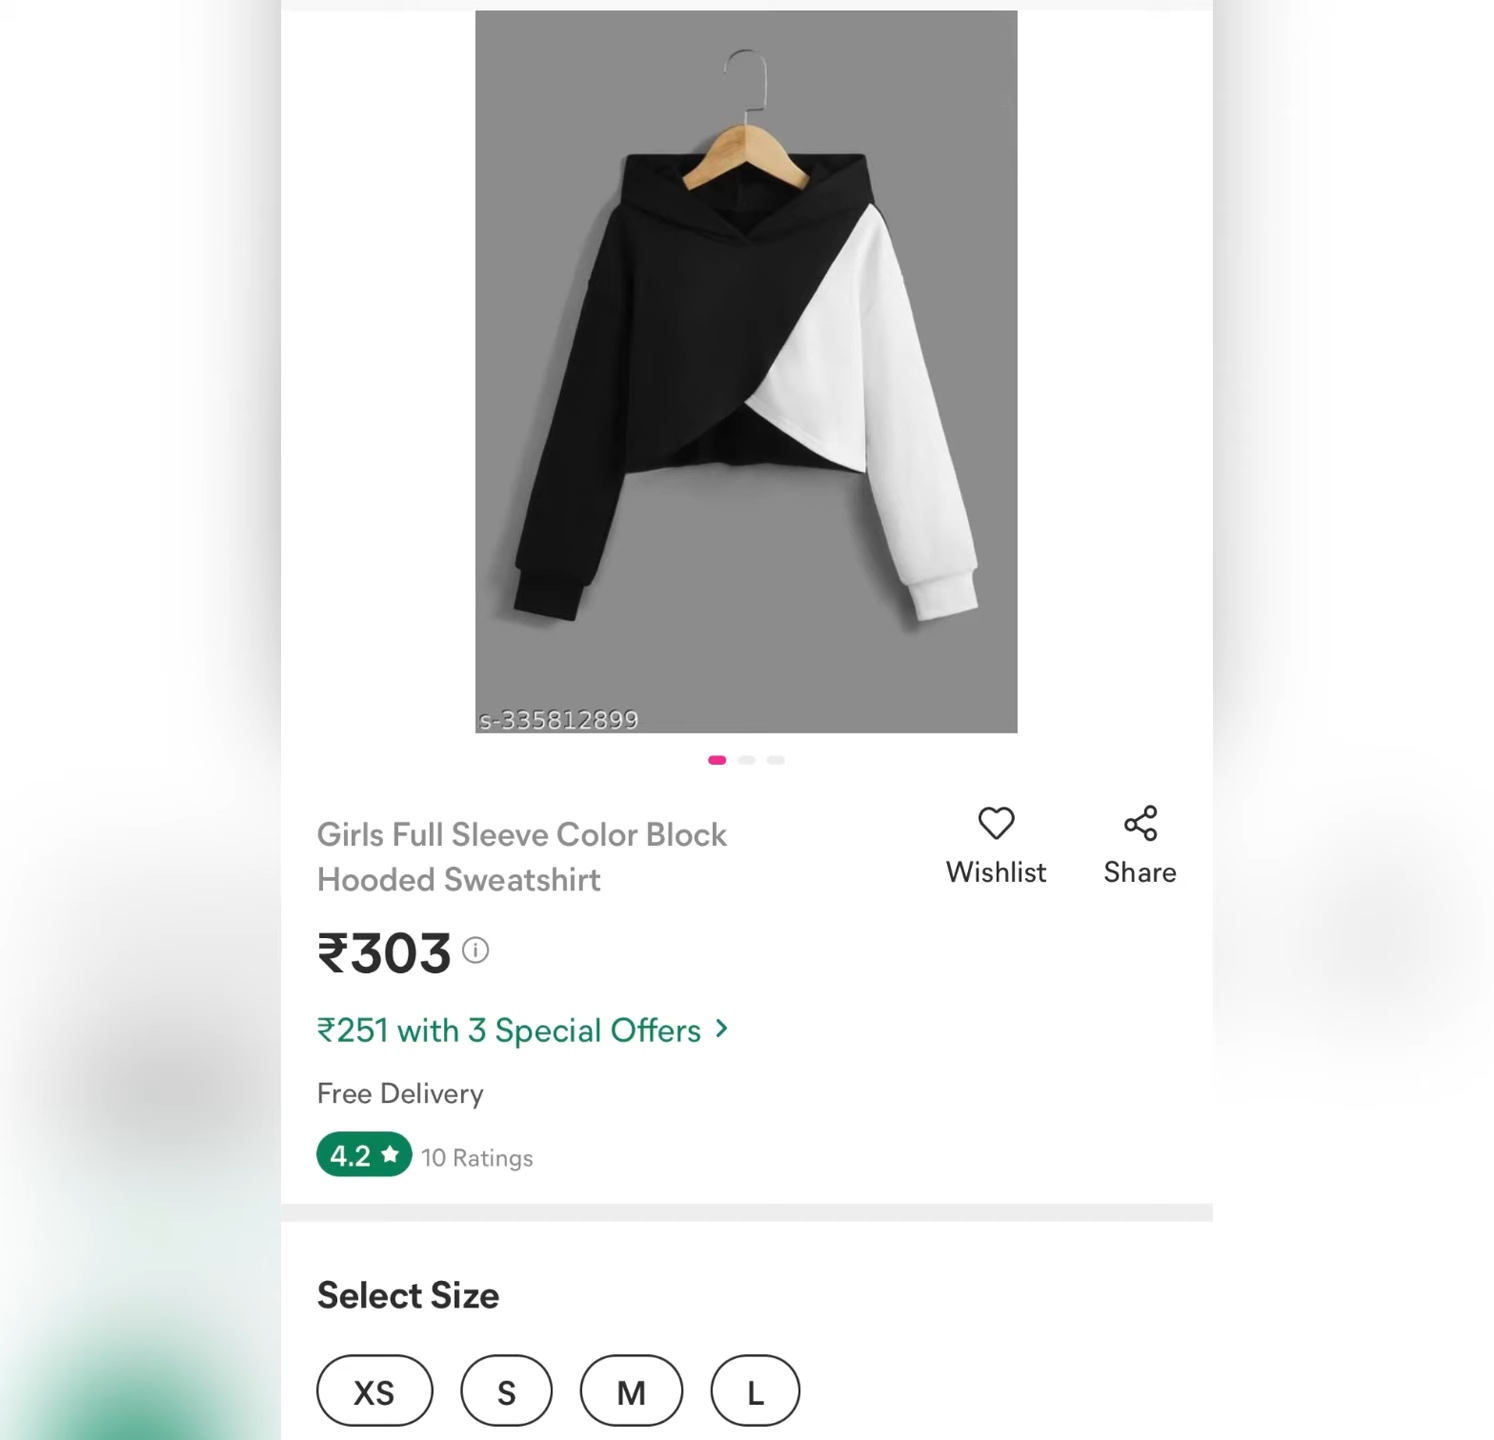 s-335812899
Girls Full Sleeve Color Block
Hooded Sweatshirt
Wishlist
Share
₹303
₹251 with 3 Special Offers
Free Delivery
4.2 ★ 10 Ratings
Select Size
XS S M L